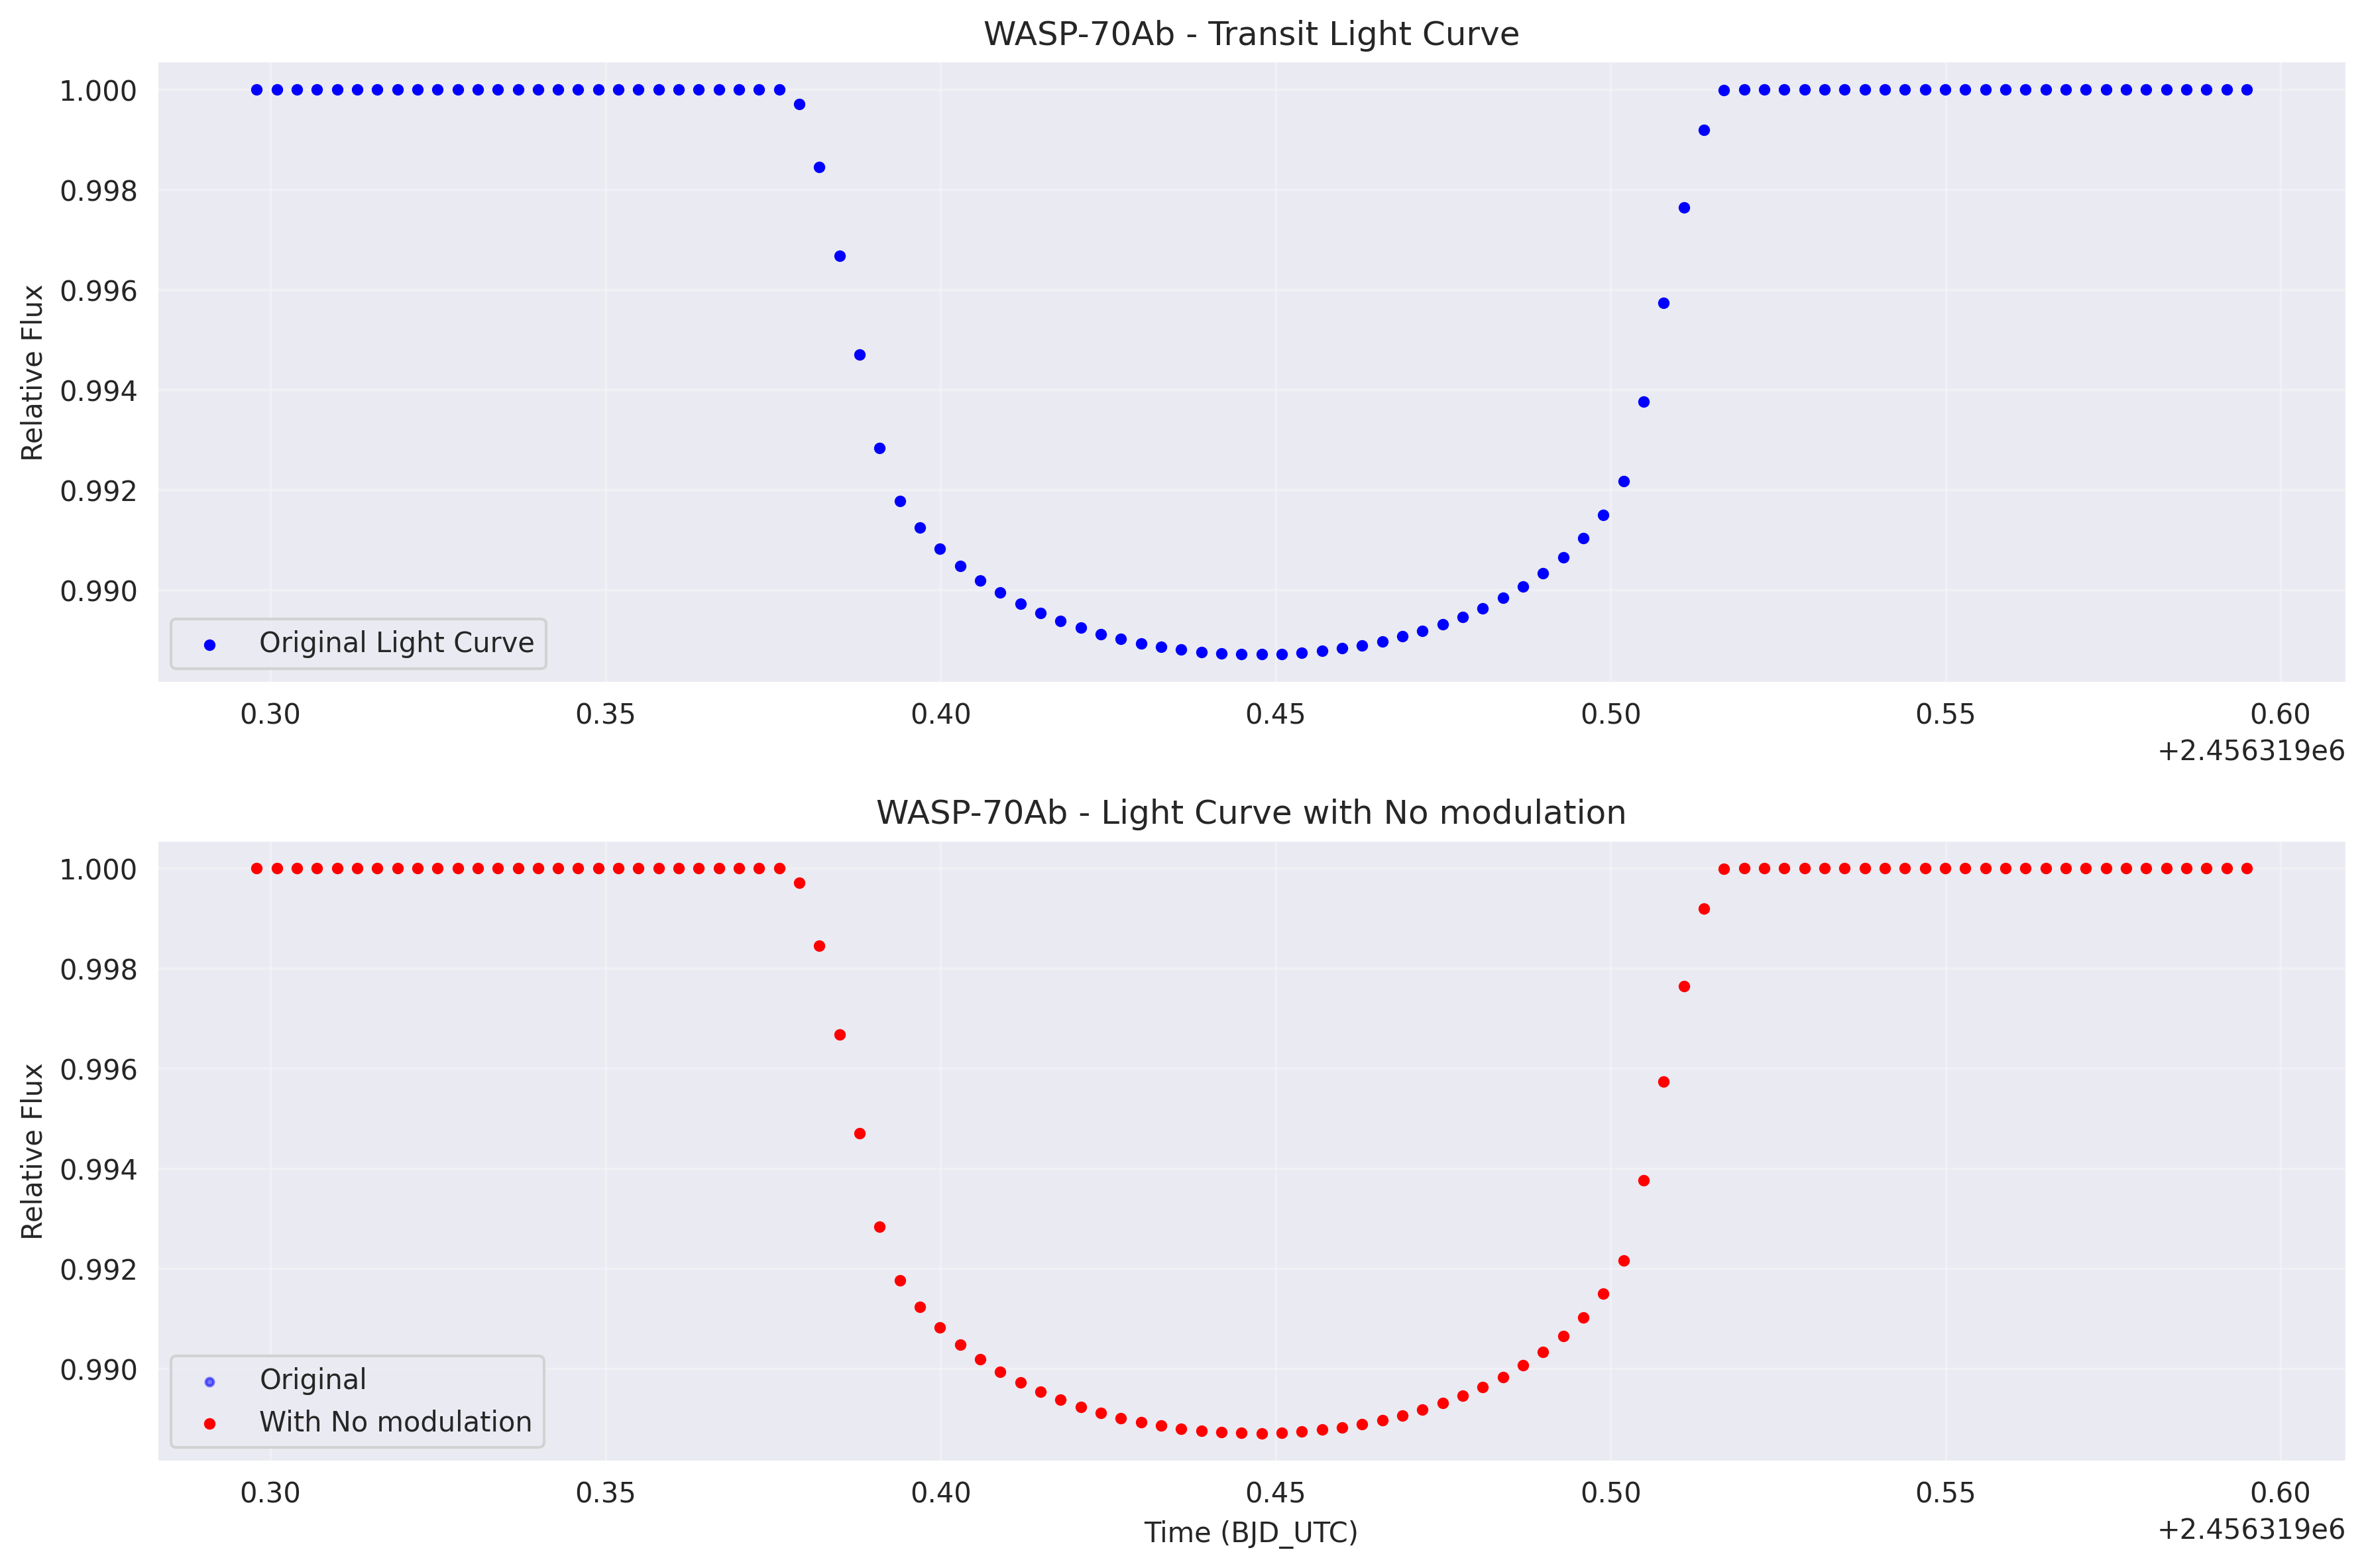 WASP-70Ab - Transit Light Curve
Relative Flux
1.000
0.998
0.996
0.994
0.992
0.990
Original Light Curve
0.30 0.35 0.40 0.45 0.50 0.55 0.60
+2.456319e6
WASP-70Ab - Light Curve with No modulation
Relative Flux
1.000
0.998
0.996
0.994
0.992
0.990
Original
With No modulation
0.30 0.35 0.40 0.45 0.50 0.55 0.60
Time (BJD_UTC)
+2.456319e6